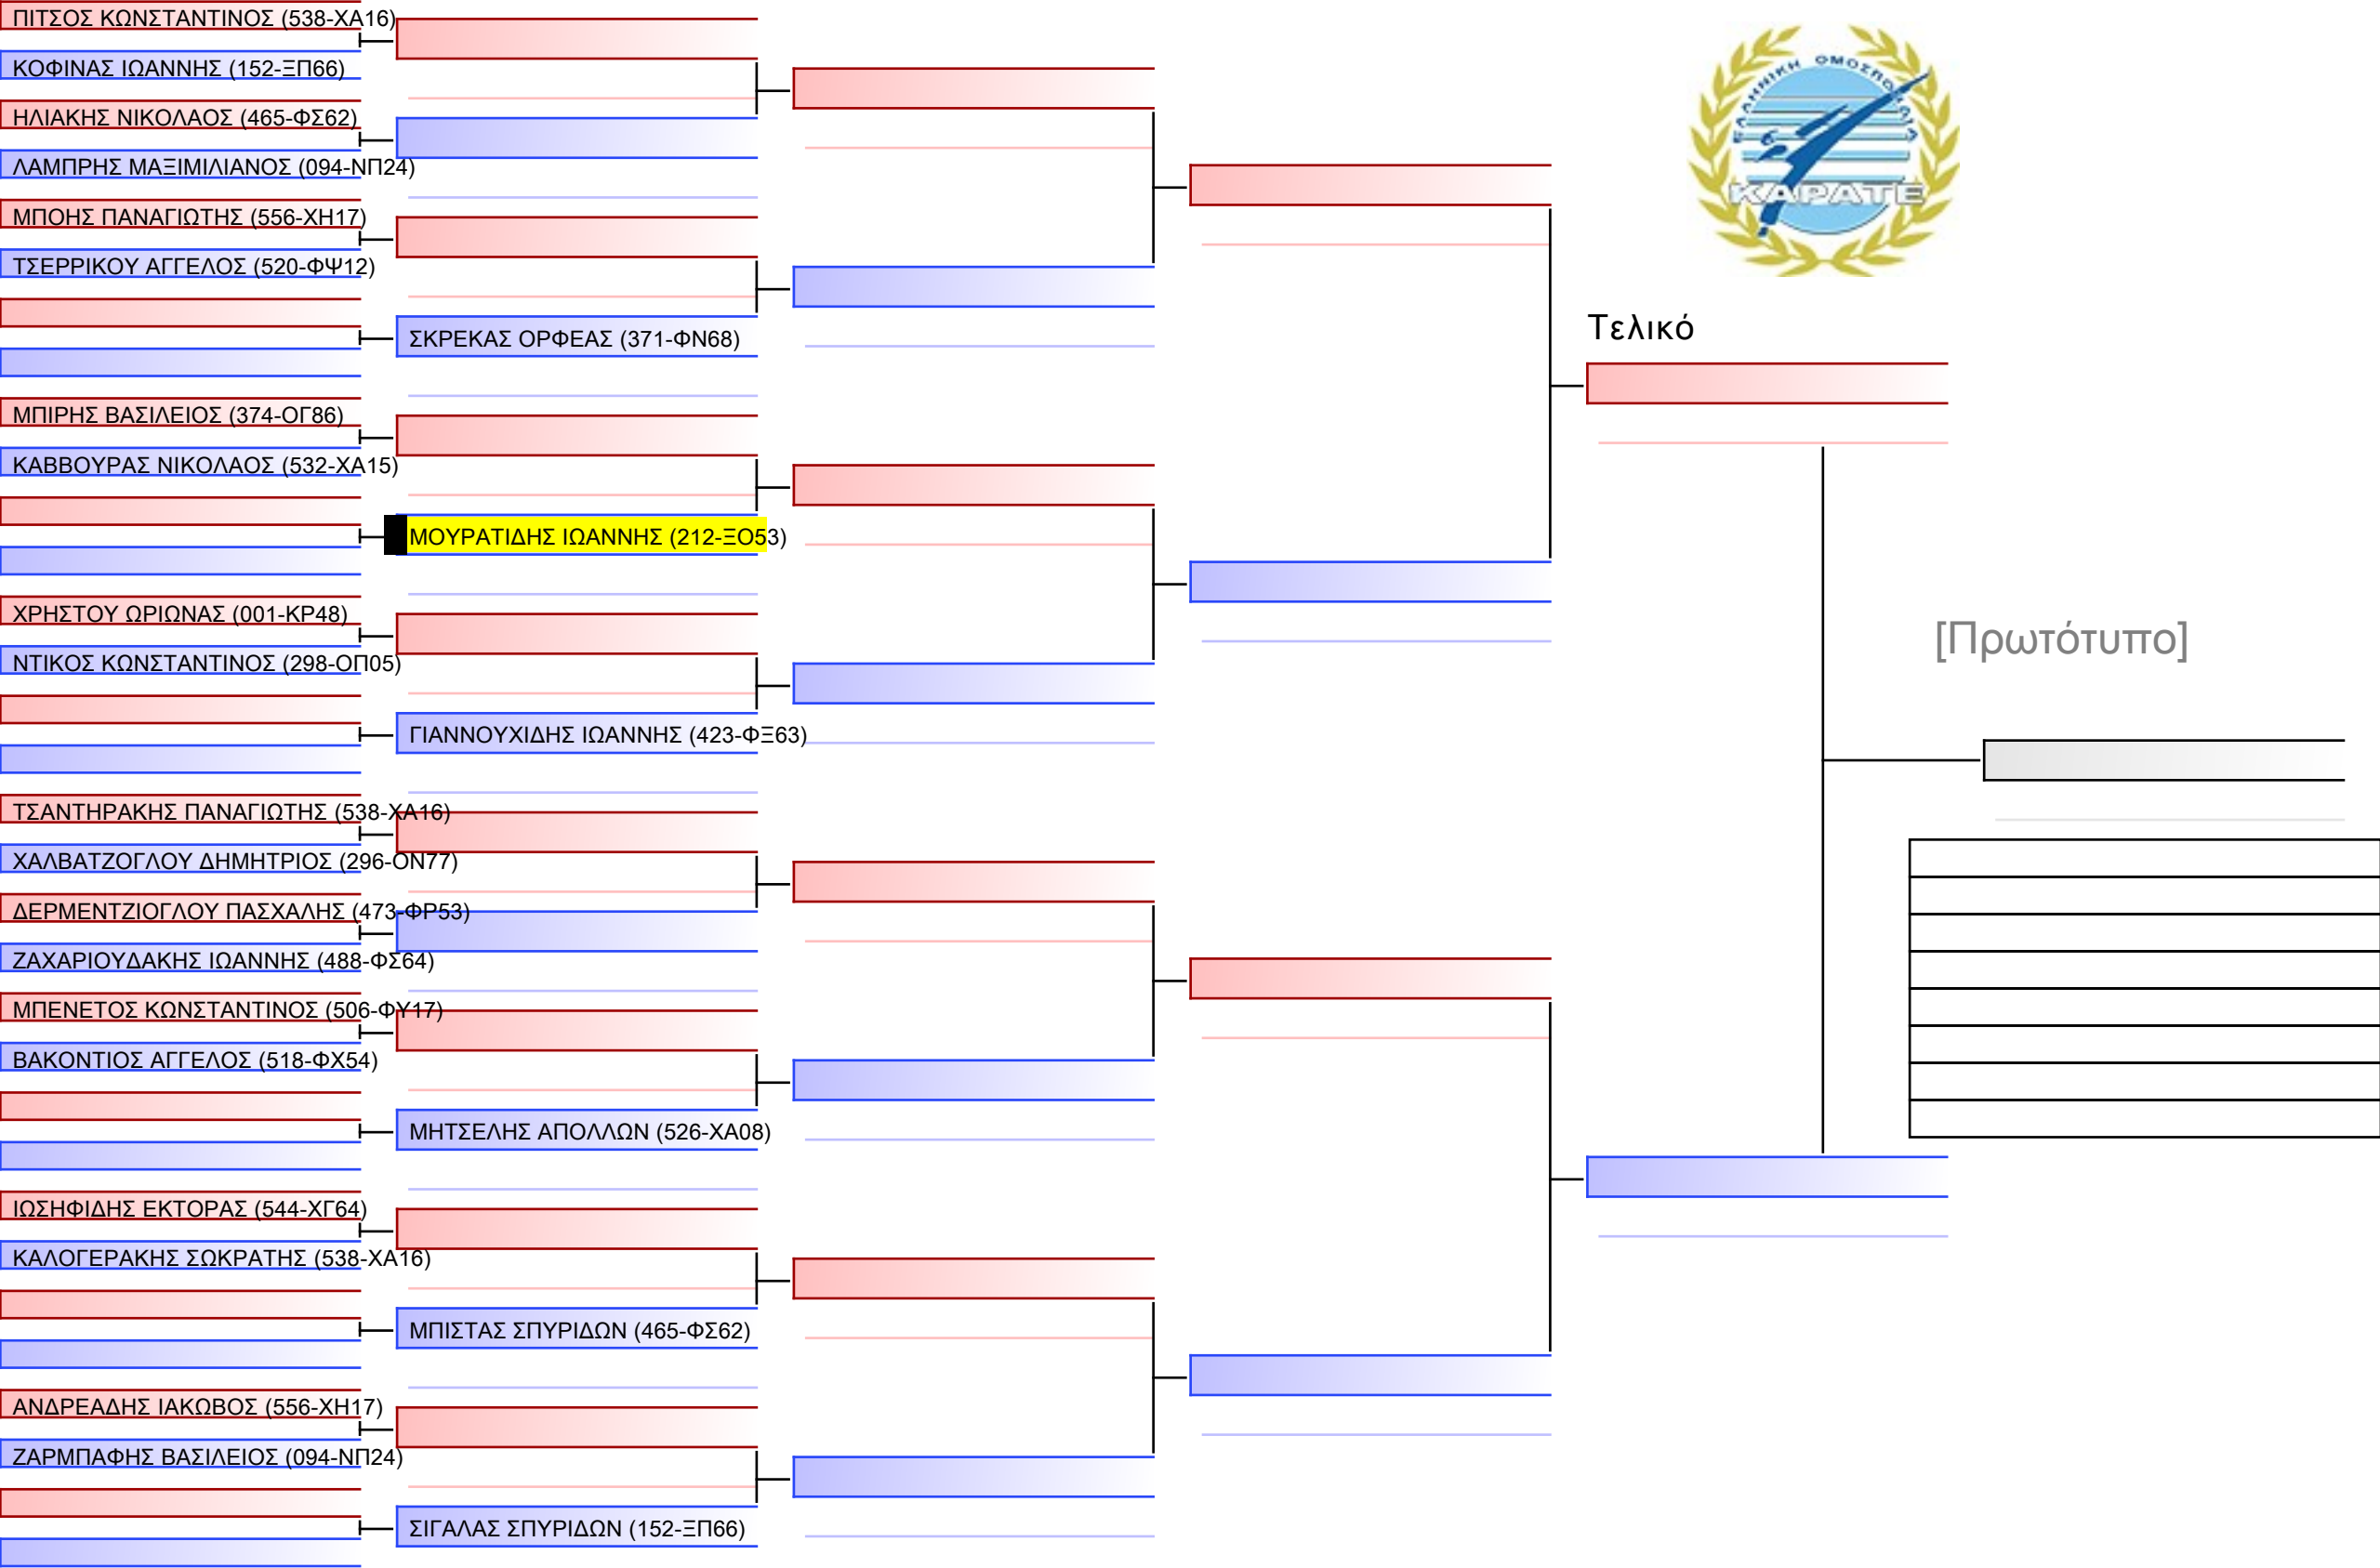 ΠΙΤΣΟΣ ΚΩΝΣΤΑΝΤΙΝΟΣ (538-ΧΑ16)
ΚΟΦΙΝΑΣ ΙΩΑΝΝΗΣ (152-ΞΠ66)
ΗΛΙΑΚΗΣ ΝΙΚΟΛΑΟΣ (465-ΦΣ62)
ΛΑΜΠΡΗΣ ΜΑΞΙΜΙΛΙΑΝΟΣ (094-ΝΠ24)
ΜΠΟΗΣ ΠΑΝΑΓΙΩΤΗΣ (556-ΧΗ17)
ΤΣΕΡΡΙΚΟΥ ΑΓΓΕΛΟΣ (520-ΦΨ12)
ΜΠΙΡΗΣ ΒΑΣΙΛΕΙΟΣ (374-ΟΓ86)
ΚΑΒΒΟΥΡΑΣ ΝΙΚΟΛΑΟΣ (532-ΧΑ15)
ΧΡΗΣΤΟΥ ΩΡΙΩΝΑΣ (001-ΚΡ48)
ΝΤΙΚΟΣ ΚΩΝΣΤΑΝΤΙΝΟΣ (298-ΟΠ05)
ΤΣΑΝΤΗΡΑΚΗΣ ΠΑΝΑΓΙΩΤΗΣ (538-ΧΑ16)
ΧΑΛΒΑΤΖΟΓΛΟΥ ΔΗΜΗΤΡΙΟΣ (296-ΟΝ77)
ΔΕΡΜΕΝΤΖΙΟΓΛΟΥ ΠΑΣΧΑΛΗΣ (473-ΦΡ53)
ΖΑΧΑΡΙΟΥΔΑΚΗΣ ΙΩΑΝΝΗΣ (488-ΦΣ64)
ΜΠΕΝΕΤΟΣ ΚΩΝΣΤΑΝΤΙΝΟΣ (506-ΦΥ17)
ΒΑΚΟΝΤΙΟΣ ΑΓΓΕΛΟΣ (518-ΦΧ54)
ΙΩΣΗΦΙΔΗΣ ΕΚΤΟΡΑΣ (544-ΧΓ64)
ΚΑΛΟΓΕΡΑΚΗΣ ΣΩΚΡΑΤΗΣ (538-ΧΑ16)
ΑΝΔΡΕΑΔΗΣ ΙΑΚΩΒΟΣ (556-ΧΗ17)
ΖΑΡΜΠΑΦΗΣ ΒΑΣΙΛΕΙΟΣ (094-ΝΠ24)
ΣΚΡΕΚΑΣ ΟΡΦΕΑΣ (371-ΦΝ68)
ΜΟΥΡΑΤΙΔΗΣ ΙΩΑΝΝΗΣ (212-ΞΟ53)
ΓΙΑΝΝΟΥΧΙΔΗΣ ΙΩΑΝΝΗΣ (423-ΦΞ63)
ΜΗΤΣΕΛΗΣ ΑΠΟΛΛΩΝ (526-ΧΑ08)
ΜΠΙΣΤΑΣ ΣΠΥΡΙΔΩΝ (465-ΦΣ62)
ΣΙΓΑΛΑΣ ΣΠΥΡΙΔΩΝ (152-ΞΠ66)
ΕΛΛΗΝΙΚΗ ΟΜΟΣΠΟΝΔΙΑ
ΚΑΡΑΤΕ
Τελικό
[Πρωτότυπο]